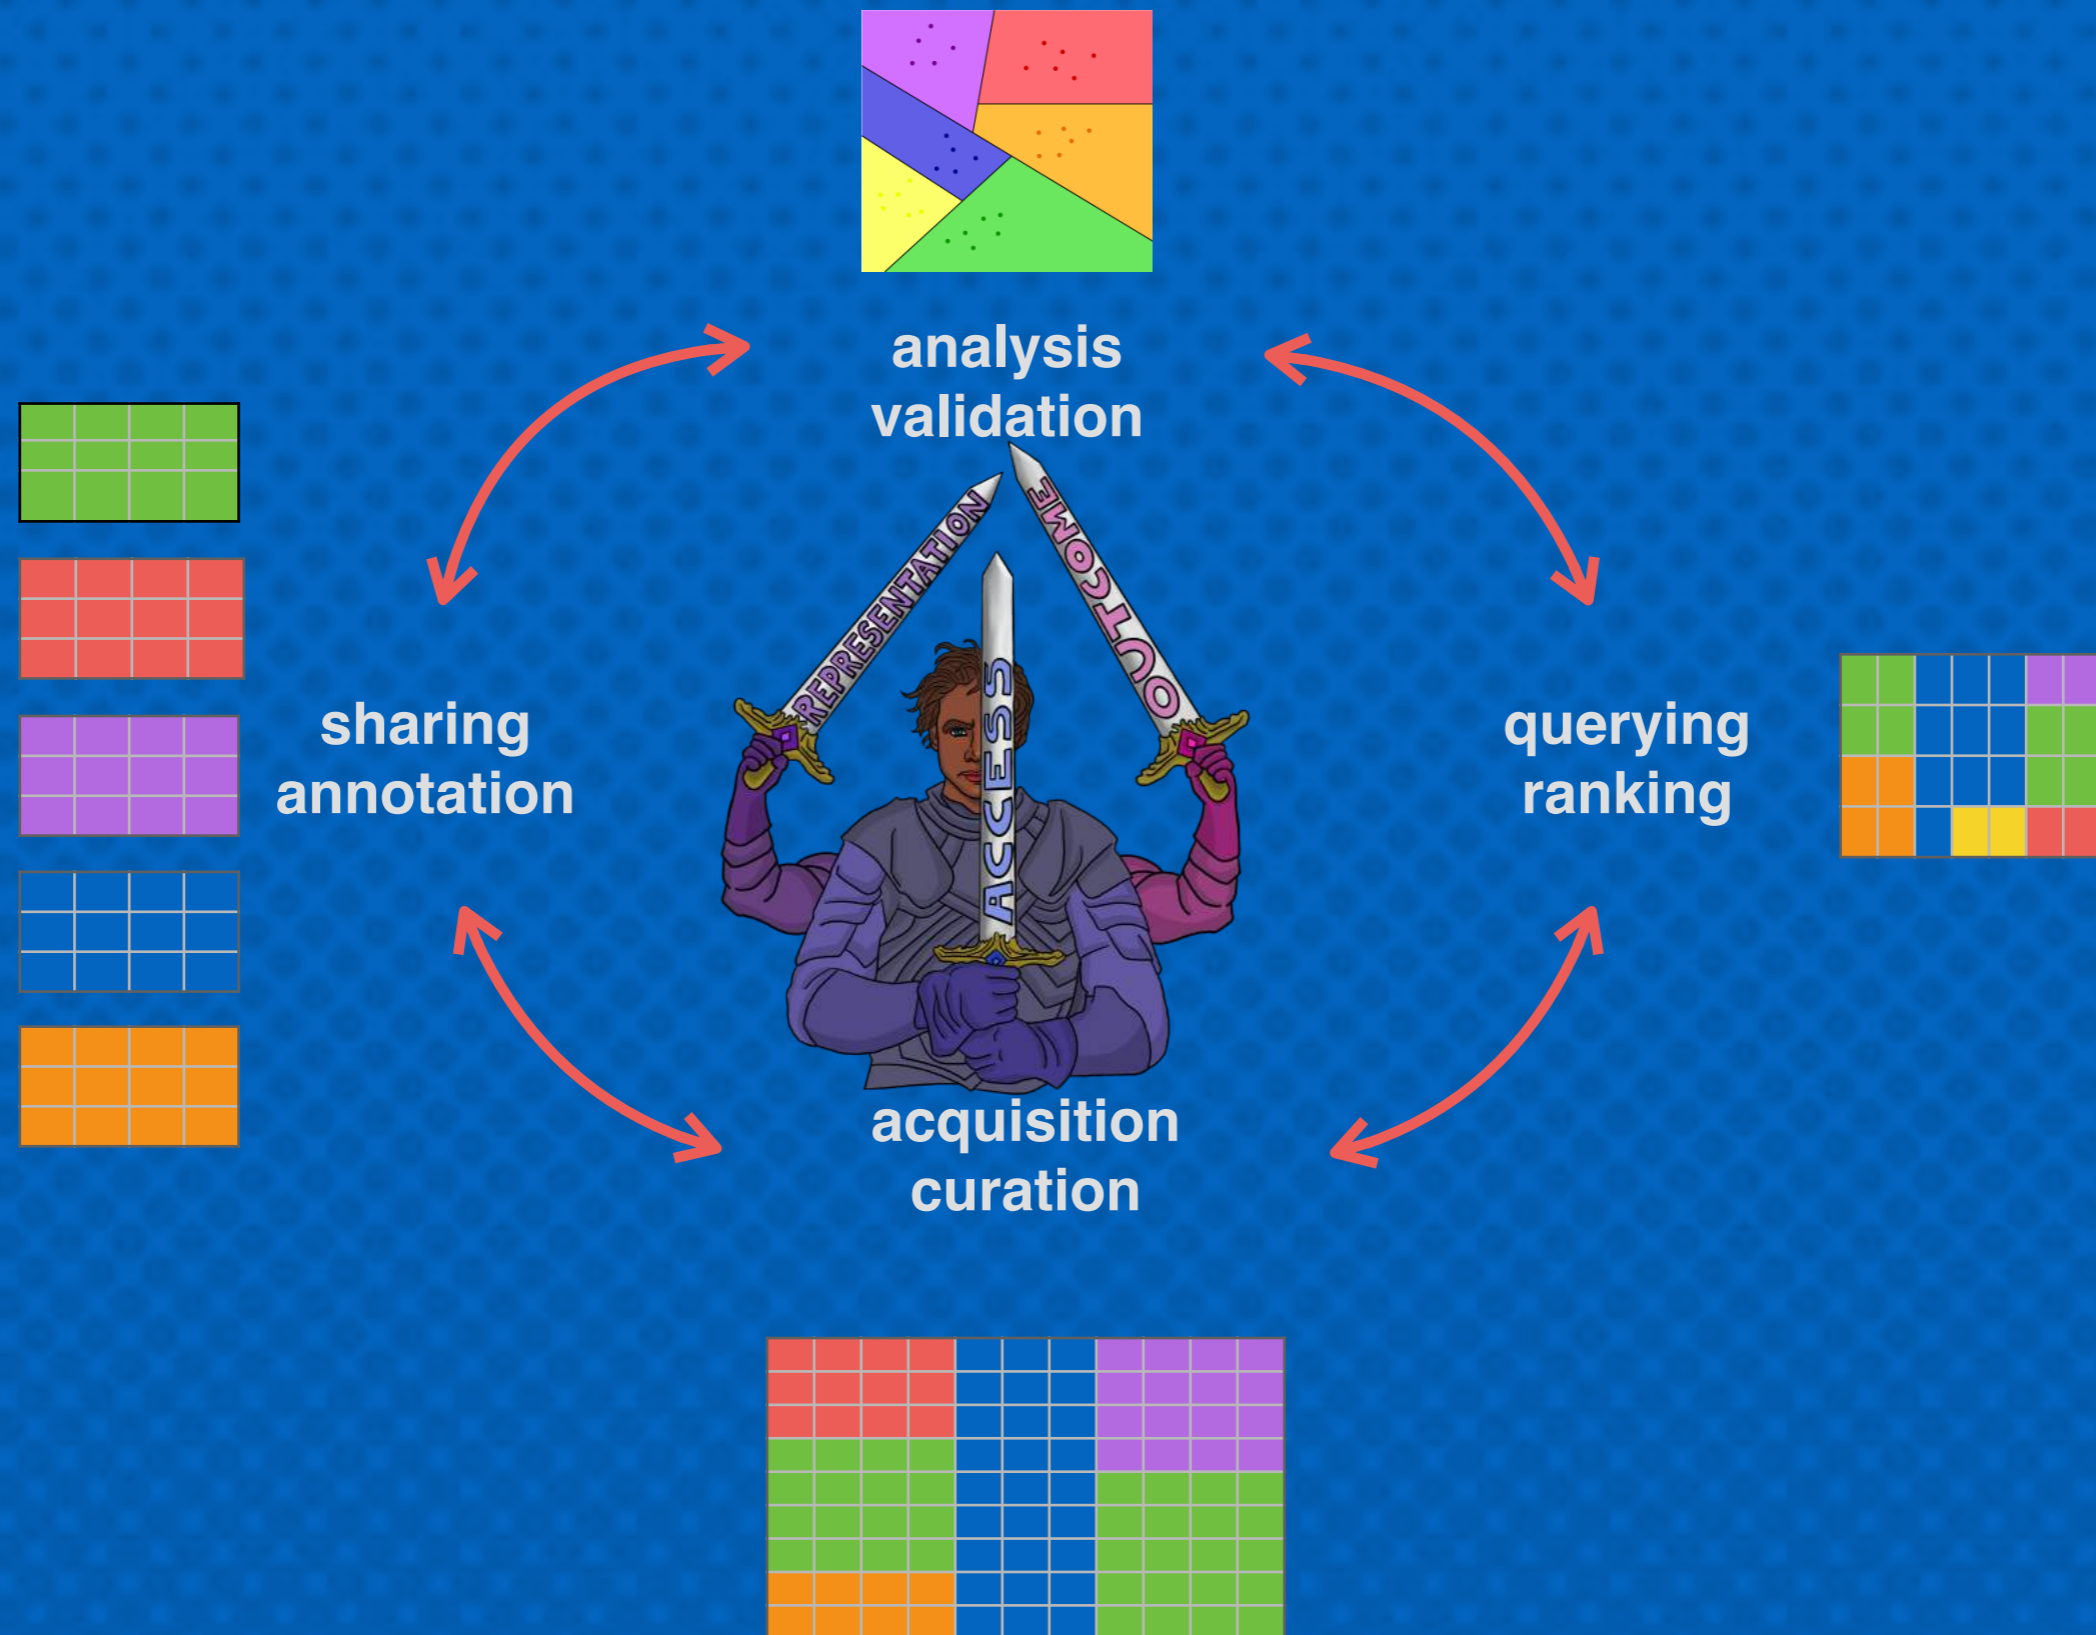 analysis
validation
REPRESENTATION
OUTCOME
ACCESS
sharing
annotation
querying
ranking
acquisition
curation